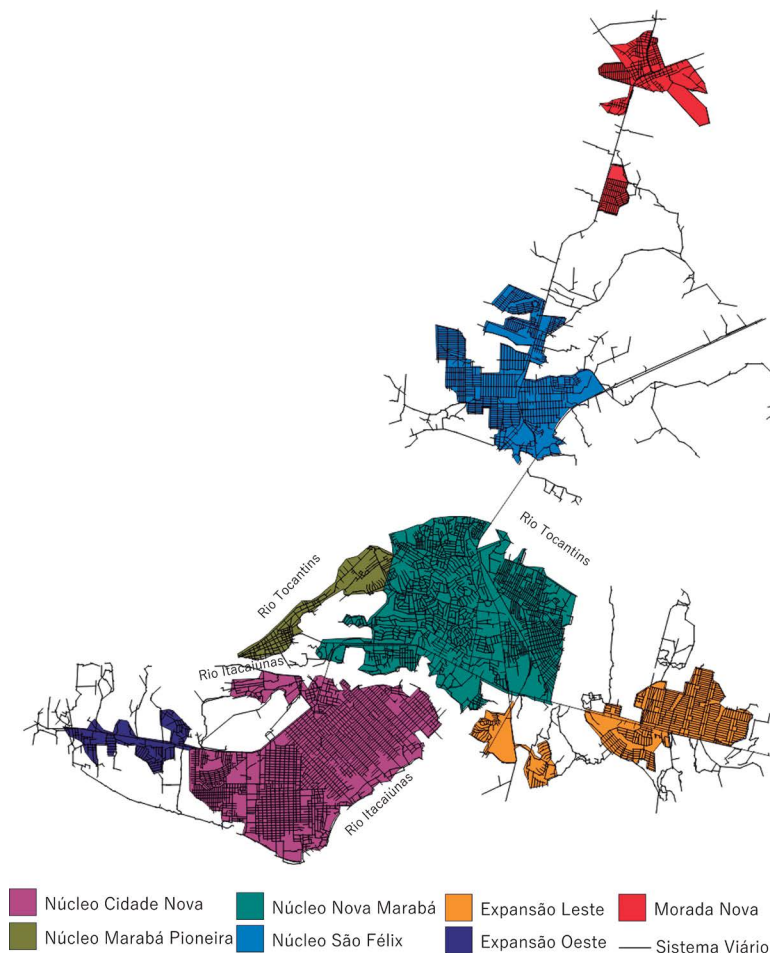 Rio Tocantins
Rio Tocantins
Rio Itacaiúnas
Rio Itacaiúnas
Núcleo Cidade Nova
Núcleo Nova Marabá
Expansão Leste
Morada Nova
Núcleo Marabá Pioneira
Núcleo São Félix
Expansão Oeste
Sistema Viário